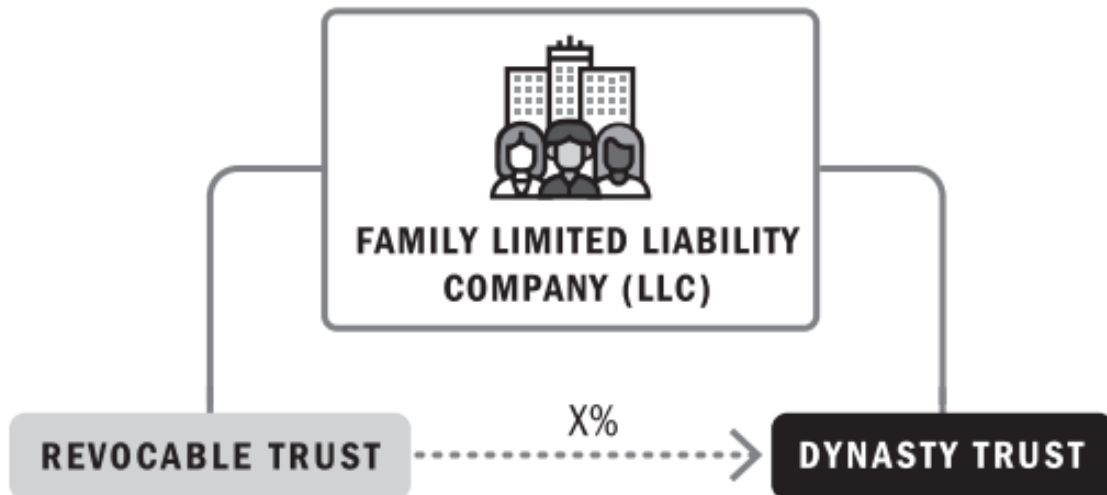 FAMILY LIMITED LIABILITY
COMPANY (LLC)
X%
REVOCABLE TRUST
DYNASTY TRUST